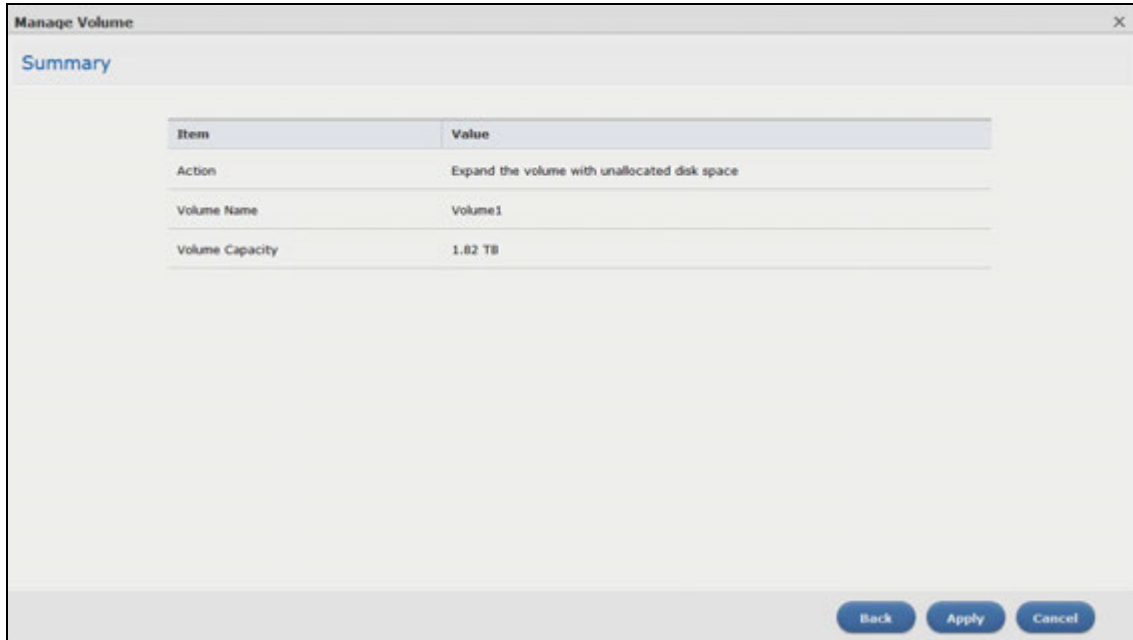 Manage Volume
Summary
Item Value
Action Expand the volume with unallocated disk space
Volume Name Volume1
Volume Capacity 1.82 TB
Back Apply Cancel